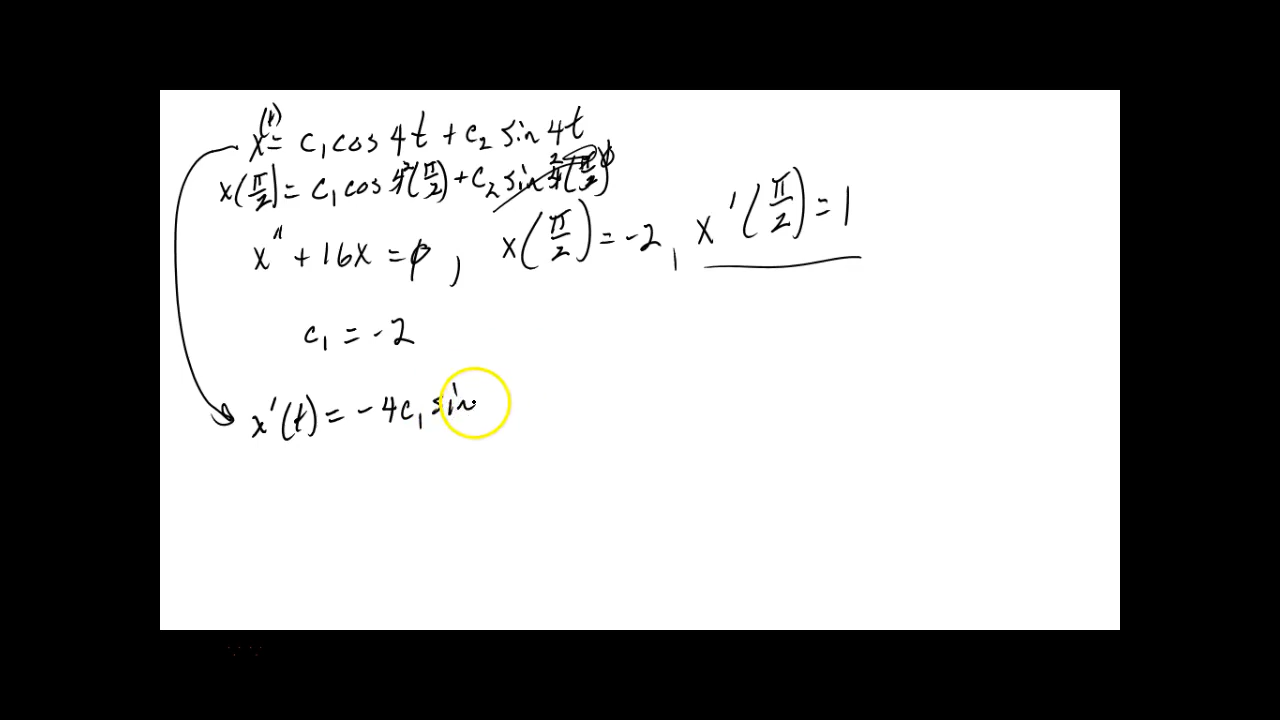 x(t) = c₁ cos 4t + c₂ sin 4t
x(π/2) = c₁ cos 4(π/2) + c₂ sin 4(π/2)
x'' + 16x = 0, x(π/2) = -2, x'(π/2) = 1
c₁ = -2
x'(t) = -4c₁ sin